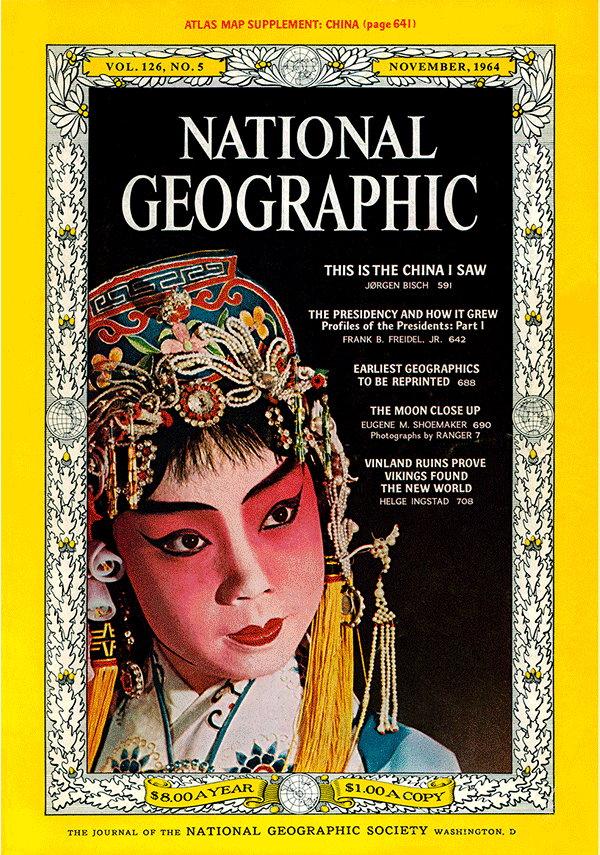 ATLAS MAP SUPPLEMENT: CHINA (page 641)
VOL. 126, NO. 5
NOVEMBER, 1964
NATIONAL
GEOGRAPHIC
THIS IS THE CHINA I SAW
JØRGEN BISCH 591
THE PRESIDENCY AND HOW IT GREW
Profiles of the Presidents: Part I
FRANK B. FREIDEL, JR. 642
EARLIEST GEOGRAPHICS
TO BE REPRINTED 688
THE MOON CLOSE UP
EUGENE M. SHOEMAKER 690
Photographs by RANGER 7
VINLAND RUINS PROVE
VIKINGS FOUND
THE NEW WORLD
HELGE INGSTAD 708
$8.00 A YEAR
$1.00 A COPY
THE JOURNAL OF THE NATIONAL GEOGRAPHIC SOCIETY WASHINGTON, D